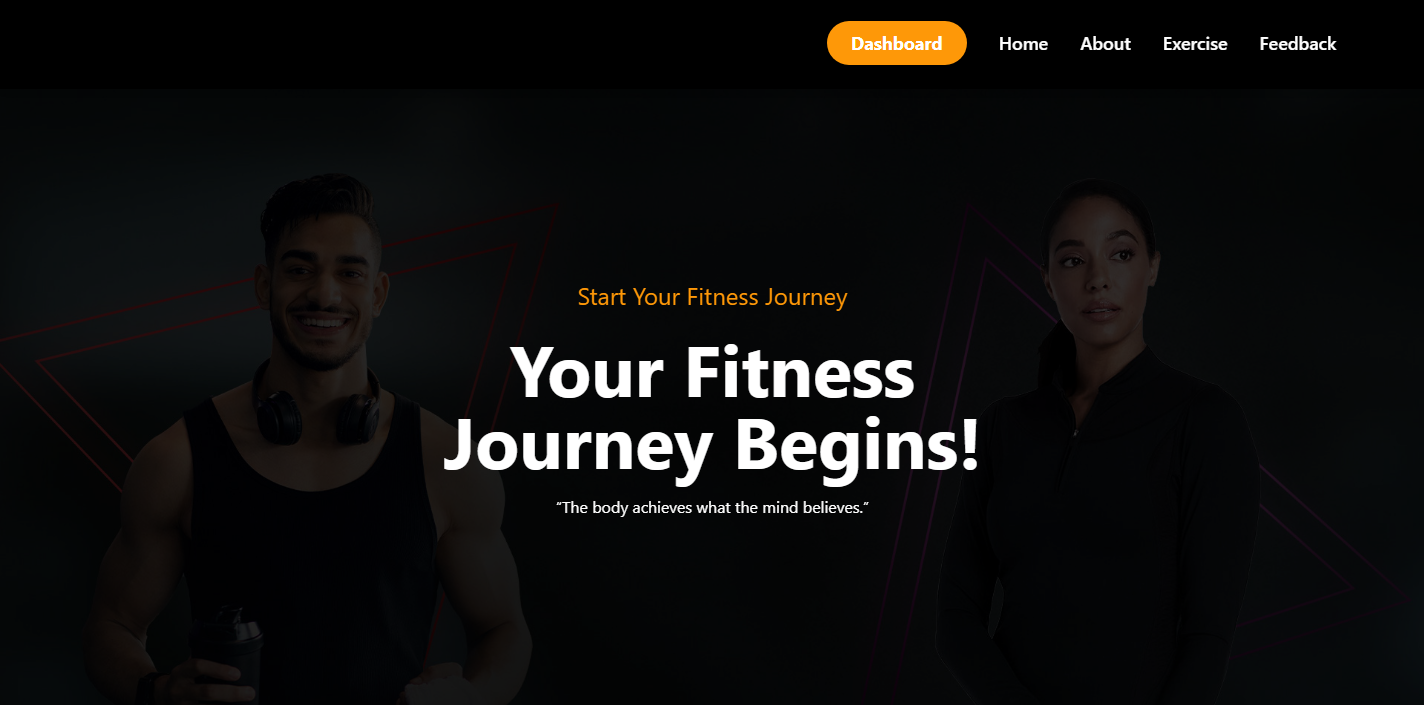 Dashboard Home About Exercise Feedback
Start Your Fitness Journey
Your Fitness
Journey Begins!
“The body achieves what the mind believes.”